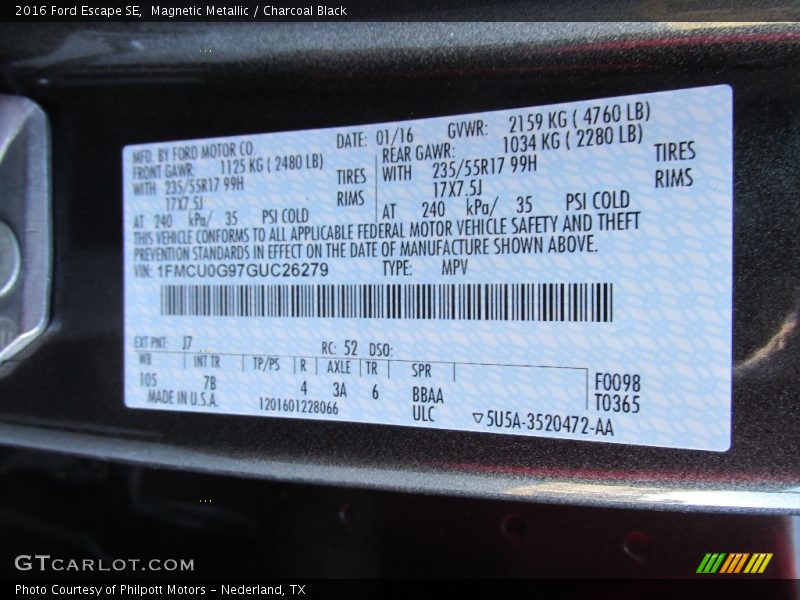 2016 Ford Escape SE,  Magnetic Metallic / Charcoal Black
MFD. BY FORD MOTOR CO. DATE: 01/16 GVWR: 2159 KG ( 4760 LB)
FRONT GAWR: 1125 KG ( 2480 LB) REAR GAWR: 1034 KG ( 2280 LB)
WITH 235/55R17 99H TIRES WITH 235/55R17 99H TIRES
17X7.5J RIMS 17X7.5J RIMS
AT 240 kPa/ 35 PSI COLD AT 240 kPa/ 35 PSI COLD
THIS VEHICLE CONFORMS TO ALL APPLICABLE FEDERAL MOTOR VEHICLE SAFETY AND THEFT
PREVENTION STANDARDS IN EFFECT ON THE DATE OF MANUFACTURE SHOWN ABOVE.
VIN: 1FMCU0G97GUC26279 TYPE: MPV
EXT PNT: J7 RC: 52 DSO:
WB INT TR TP/PS R AXLE TR SPR
105 7B 4 3A 6 BBAA F0098
MADE IN U.S.A. 1201601228066 ULC T0365
5U5A-3520472-AA
GTCARLOT.COM
Photo Courtesy of Philpott Motors - Nederland, TX